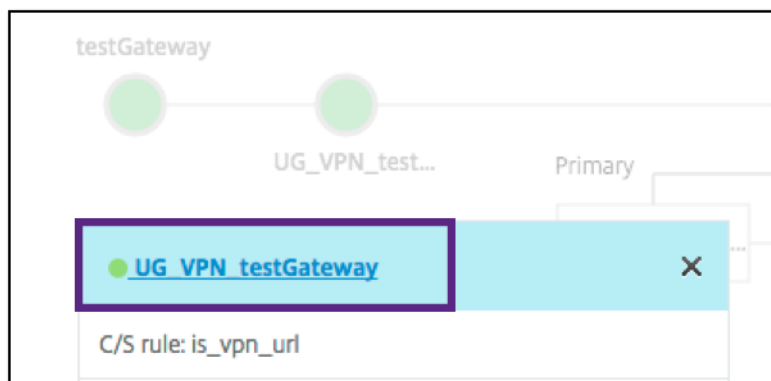 testGateway
UG_VPN_test...
Primary
...
UG_VPN_testGateway
C/S rule: is_vpn_url